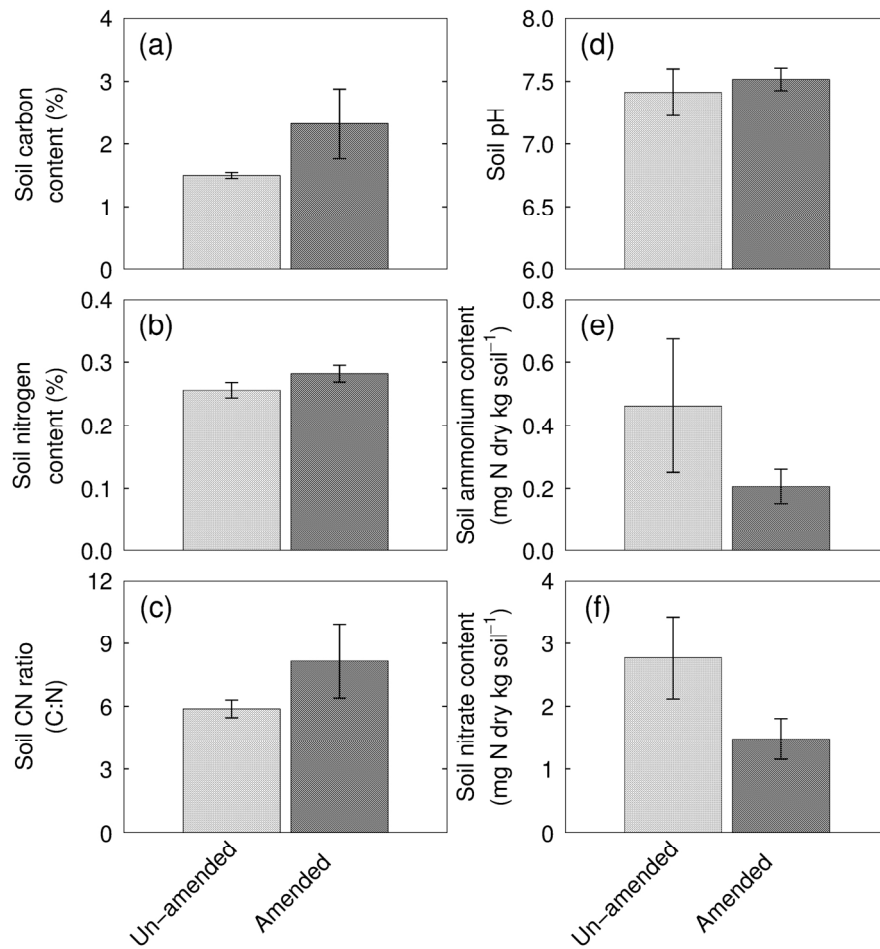 (a)
4
3
2
1
0
Soil carbon
content (%)
(b)
0.4
0.3
0.2
0.1
0.0
Soil nitrogen
content (%)
(c)
12
9
6
3
0
Soil CN ratio
(C:N)
Un−amended
Amended
(d)
8.0
7.5
7.0
6.5
6.0
Soil pH
(e)
0.8
0.6
0.4
0.2
0.0
Soil ammonium content
(mg N dry kg soil⁻¹)
(f)
4
3
2
1
0
Soil nitrate content
(mg N dry kg soil⁻¹)
Un−amended
Amended